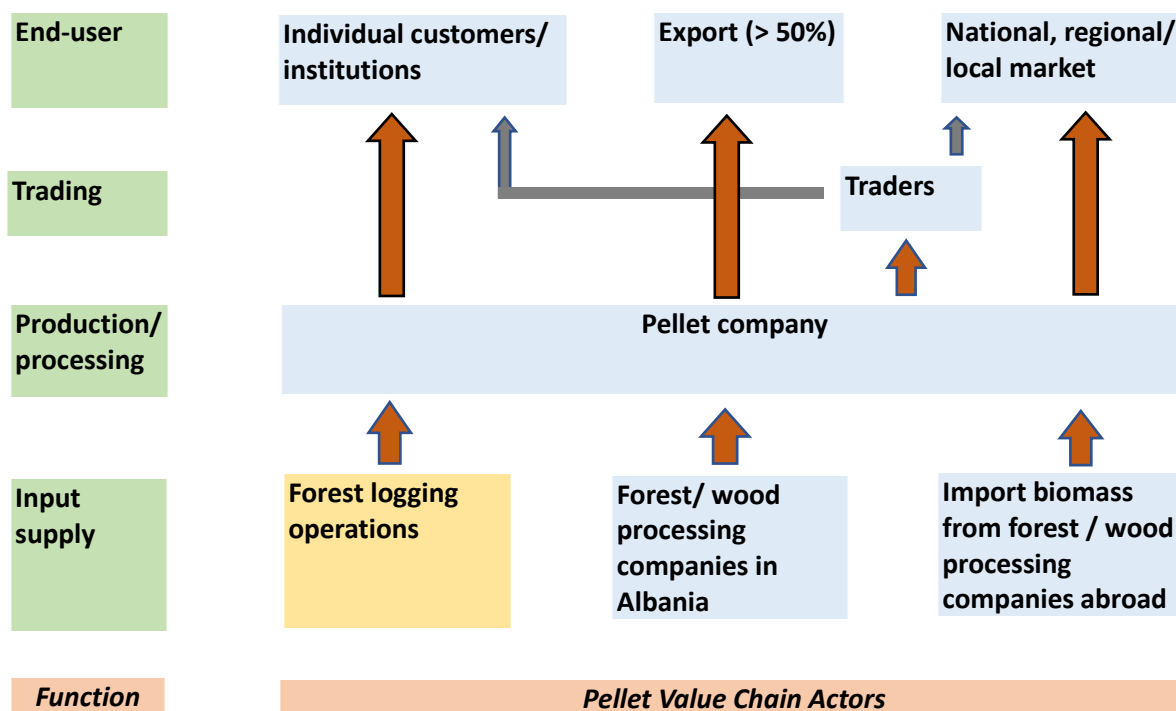 End-user
Individual customers/
institutions
Export (> 50%)
National, regional/
local market
Trading
Traders
Production/
processing
Pellet company
Input
supply
Forest logging
operations
Forest/ wood
processing
companies in
Albania
Import biomass
from forest / wood
processing
companies abroad
Function
Pellet Value Chain Actors